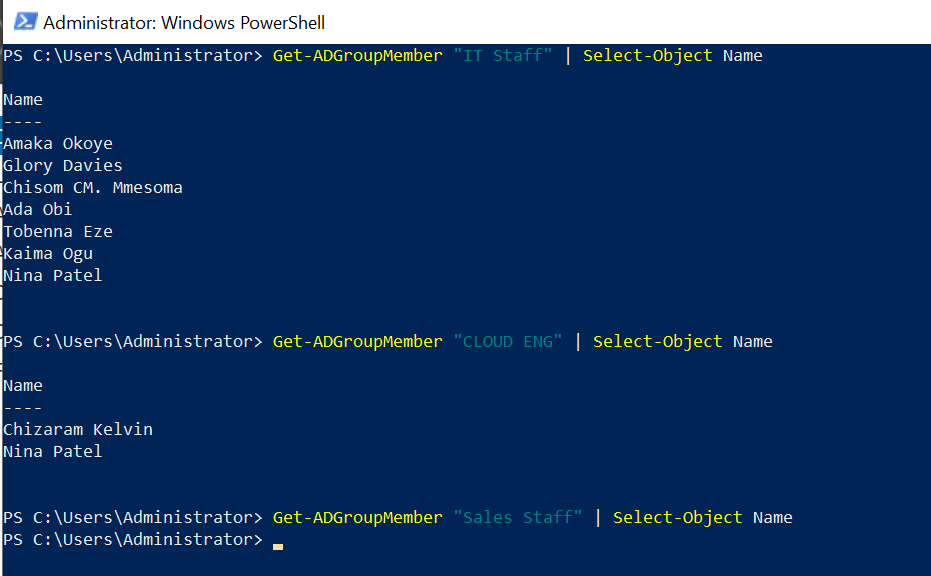 Administrator: Windows PowerShell
PS C:\Users\Administrator> Get-ADGroupMember "IT Staff" | Select-Object Name
Name
----
Amaka Okoye
Glory Davies
Chisom CM. Mmesoma
Ada Obi
Tobenna Eze
Kaima Ogu
Nina Patel
PS C:\Users\Administrator> Get-ADGroupMember "CLOUD ENG" | Select-Object Name
Name
----
Chizaram Kelvin
Nina Patel
PS C:\Users\Administrator> Get-ADGroupMember "Sales Staff" | Select-Object Name
PS C:\Users\Administrator>